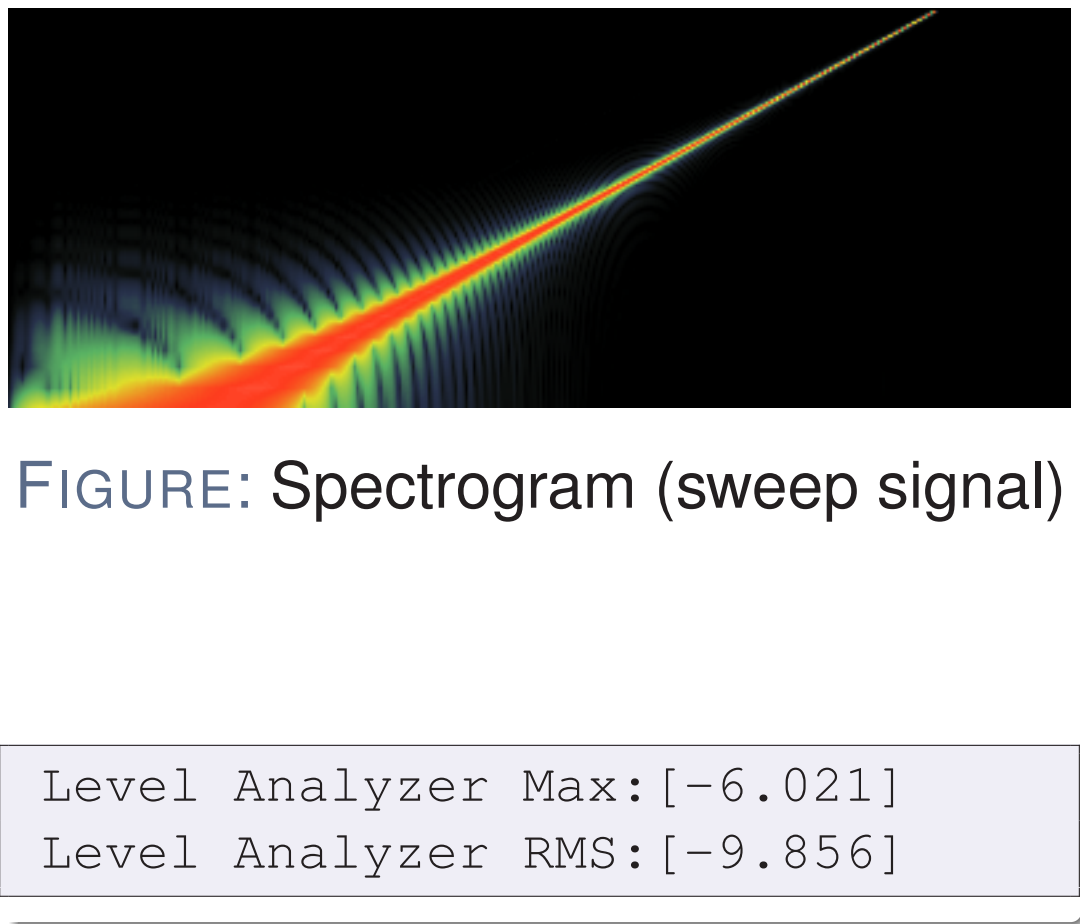 FIGURE: Spectrogram (sweep signal)
Level Analyzer Max:[-6.021]
Level Analyzer RMS:[-9.856]